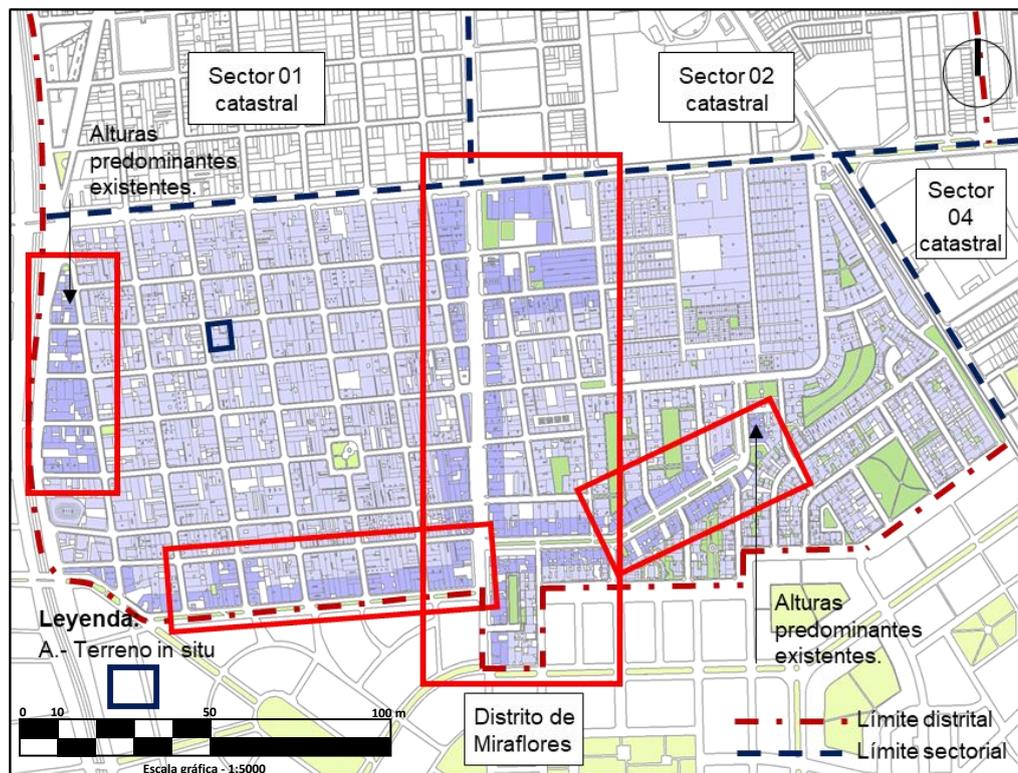 Sector 01
catastral
Sector 02
catastral
Alturas
predominantes
existentes.
Sector
04
catastral
Leyenda:
A.- Terreno in situ
Alturas
predominantes
existentes.
0 10 50 100 m
Escala gráfica - 1:5000
Distrito de
Miraflores
Límite distrital
Límite sectorial